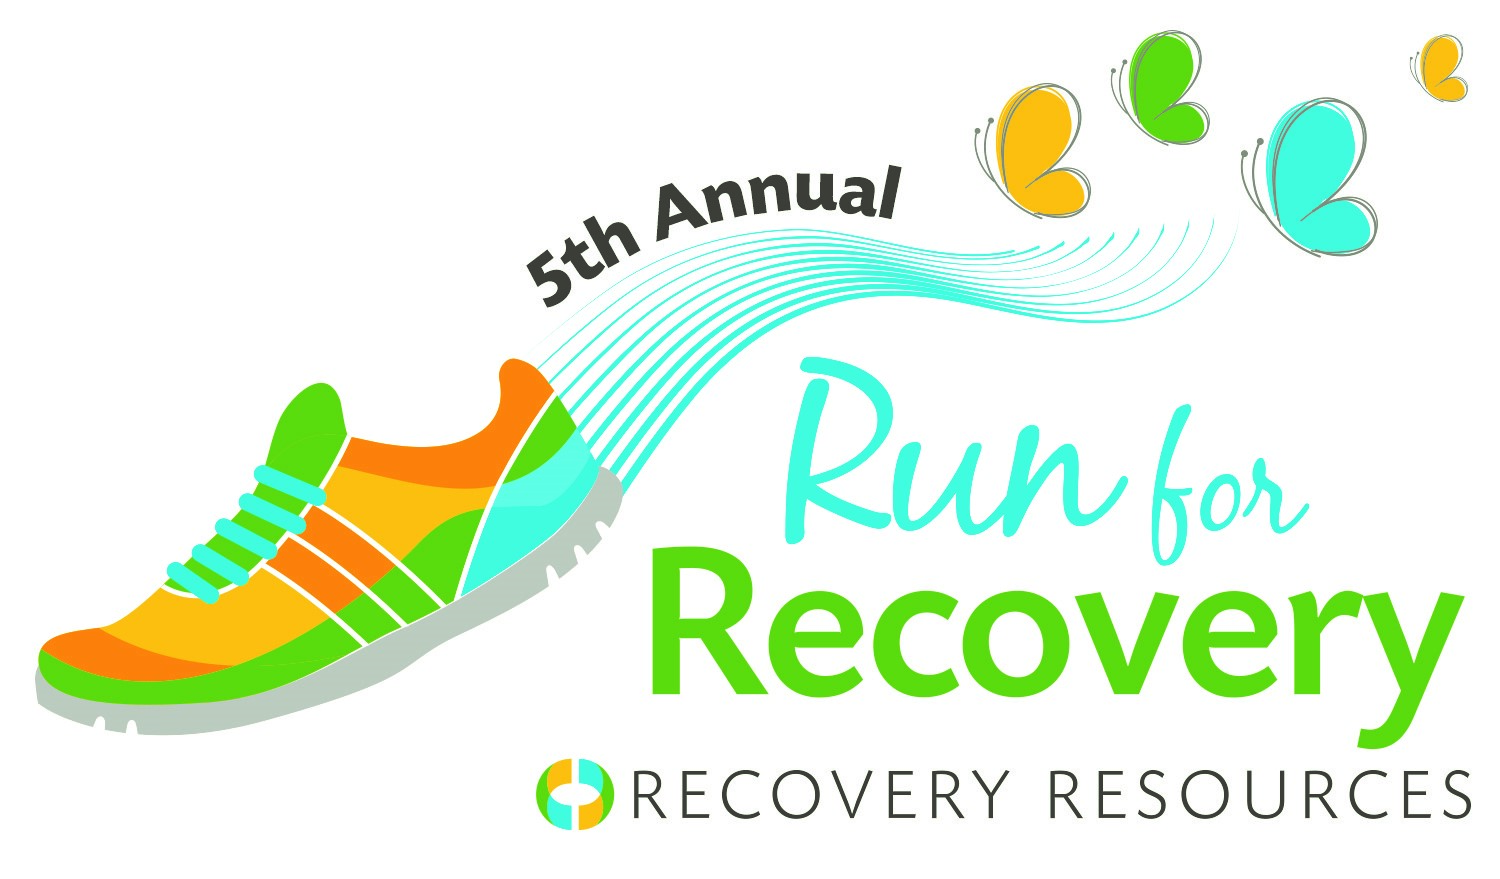 5th Annual
Run for
Recovery
RECOVERY RESOURCES